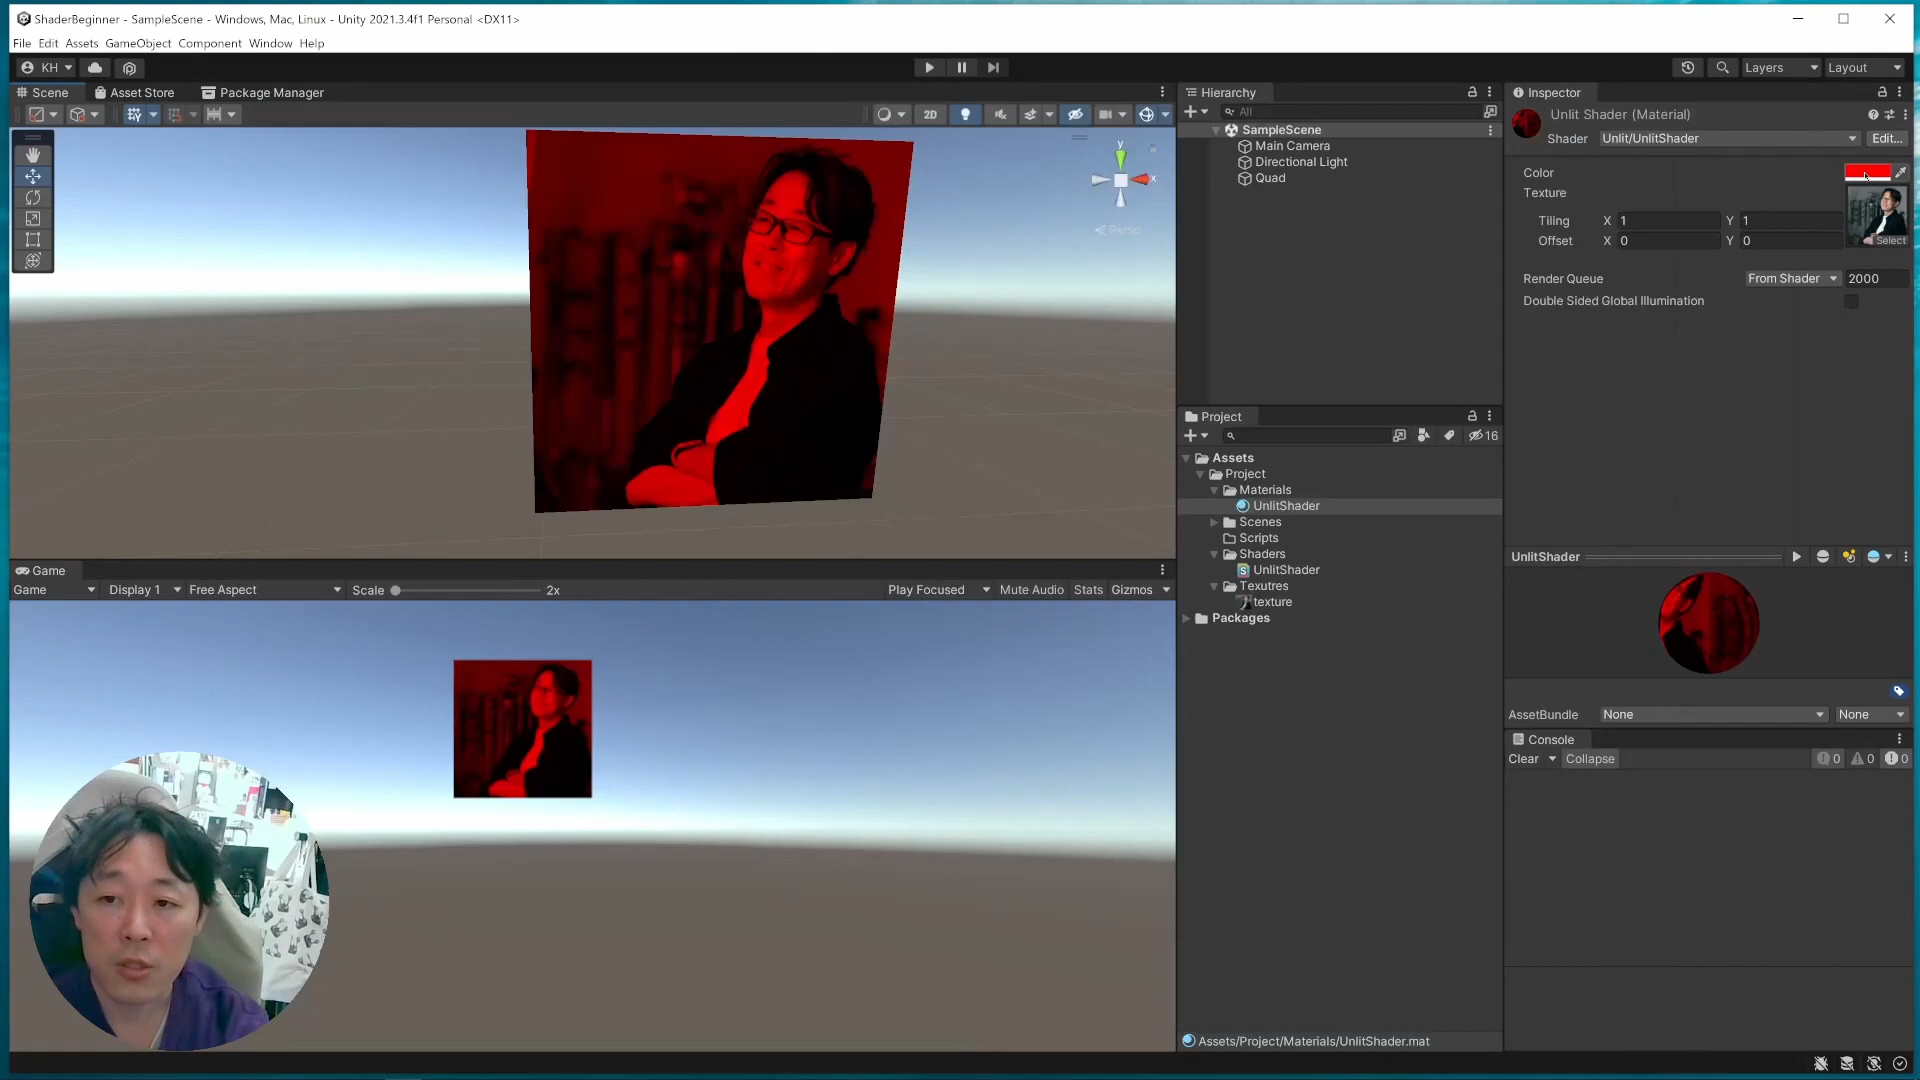 ShaderBeginner - SampleScene - Windows, Mac, Linux - Unity 2021.3.4f1 Personal <DX11>
File Edit Assets GameObject Component Window Help
KH
Layers
Layout
Scene
Asset Store
Package Manager
2D
y
x
Persp
Game
Game
Display 1
Free Aspect
Scale
2x
Play Focused
Mute Audio
Stats
Gizmos
Hierarchy
All
SampleScene
Main Camera
Directional Light
Quad
Project
16
Assets
Project
Materials
UnlitShader
Scenes
Scripts
Shaders
UnlitShader
Texutres
texture
Packages
Assets/Project/Materials/UnlitShader.mat
Inspector
Unlit Shader (Material)
Shader Unlit/UnlitShader Edit...
Color
Texture
Tiling X 1 Y 1
Offset X 0 Y 0
Select
Render Queue From Shader 2000
Double Sided Global Illumination
UnlitShader
AssetBundle None None
Console
Clear Collapse 0 0 0